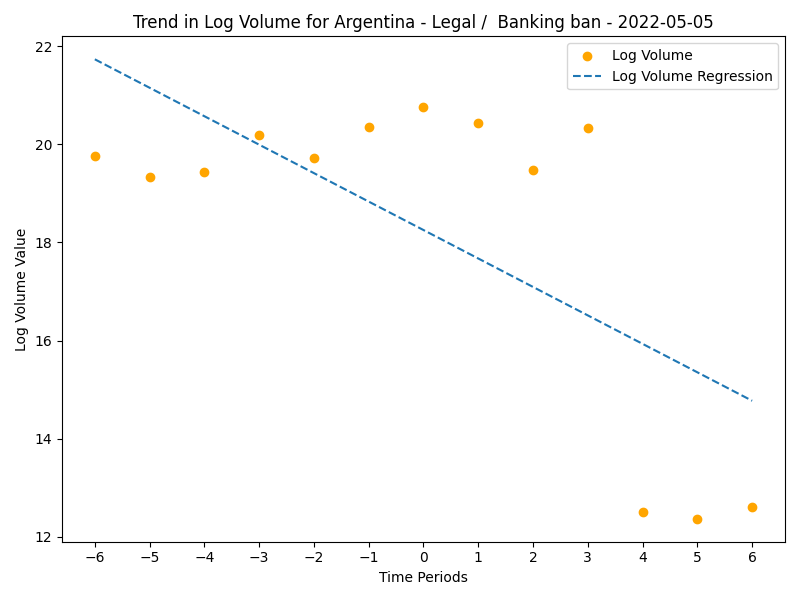 Trend in Log Volume for Argentina - Legal /  Banking ban - 2022-05-05
Log Volume
Log Volume Regression
Log Volume Value
22
20
18
16
14
12
−6 −5 −4 −3 −2 −1 0 1 2 3 4 5 6
Time Periods